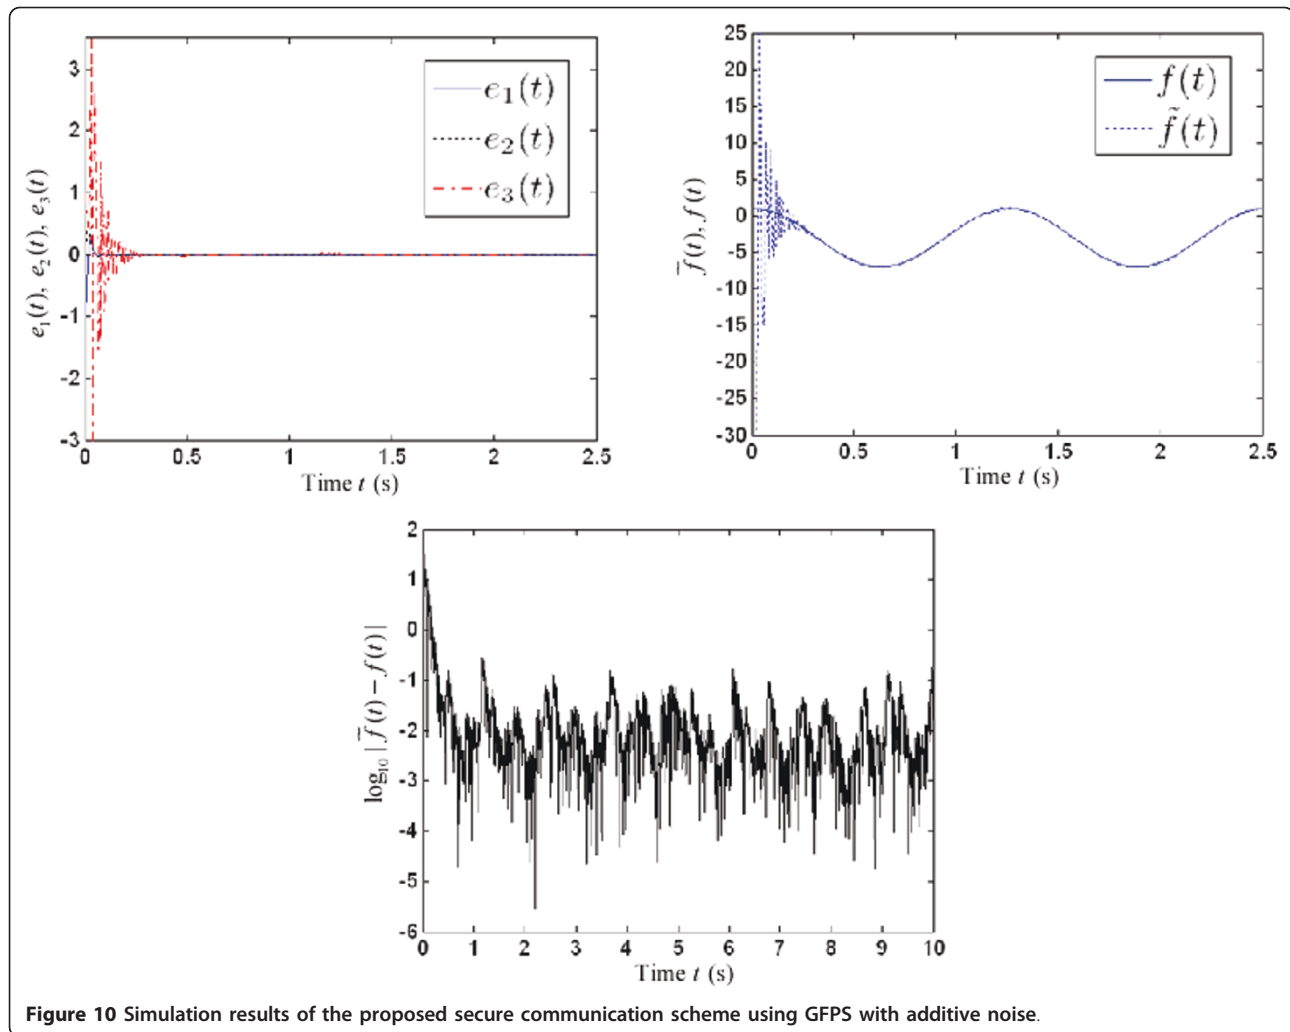 3
2
1
0
-1
-2
-3
0 0.5 1 1.5 2 2.5
Time t (s)
e₁(t), e₂(t), e₃(t)
e₁(t)
e₂(t)
e₃(t)
25
20
15
10
5
0
-5
-10
-15
-20
-25
-30
0 0.5 1 1.5 2 2.5
Time t (s)
f̃(t), f(t)
f(t)
f̃(t)
2
1
0
-1
-2
-3
-4
-5
-6
0 1 2 3 4 5 6 7 8 9 10
Time t (s)
log₁₀ | f̃(t) − f(t) |
Figure 10 Simulation results of the proposed secure communication scheme using GFPS with additive noise.